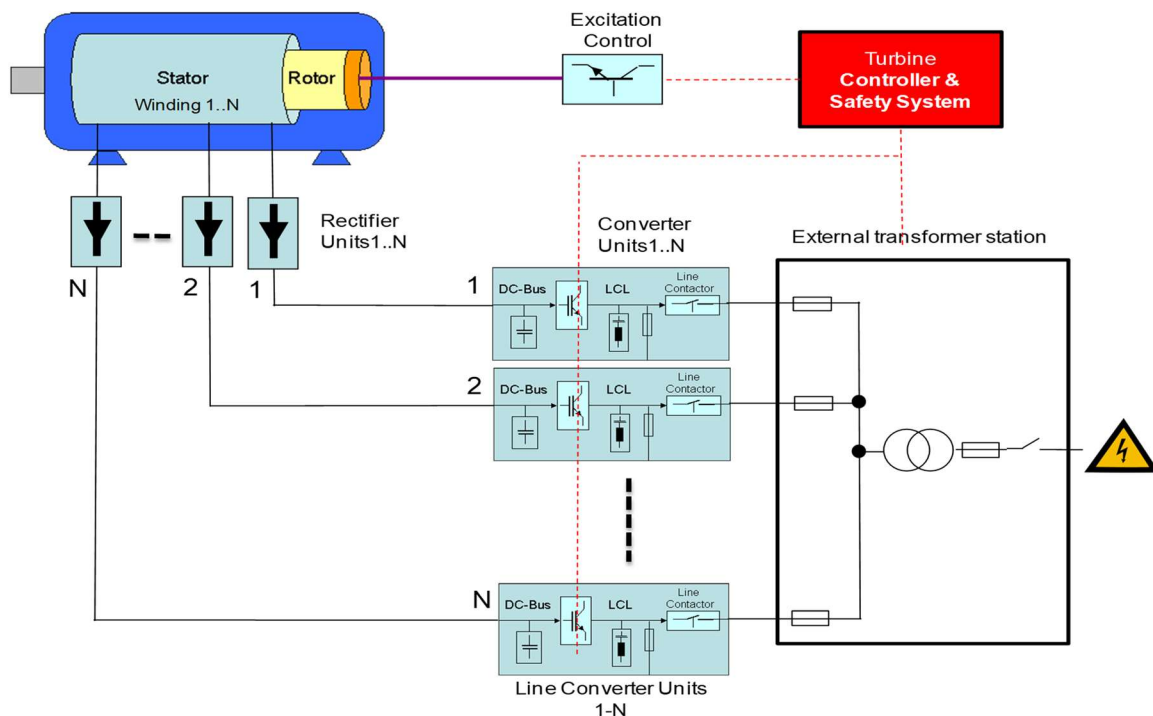 Excitation
Control
Turbine
Controller &
Safety System
Stator
Winding 1..N
Rotor
Rectifier
Units1..N
Converter
Units1..N
External transformer station
N
2
1
1
DC-Bus
LCL
Line
Contactor
2
DC-Bus
LCL
Line
Contactor
N
DC-Bus
LCL
Line
Contactor
Line Converter Units
1-N